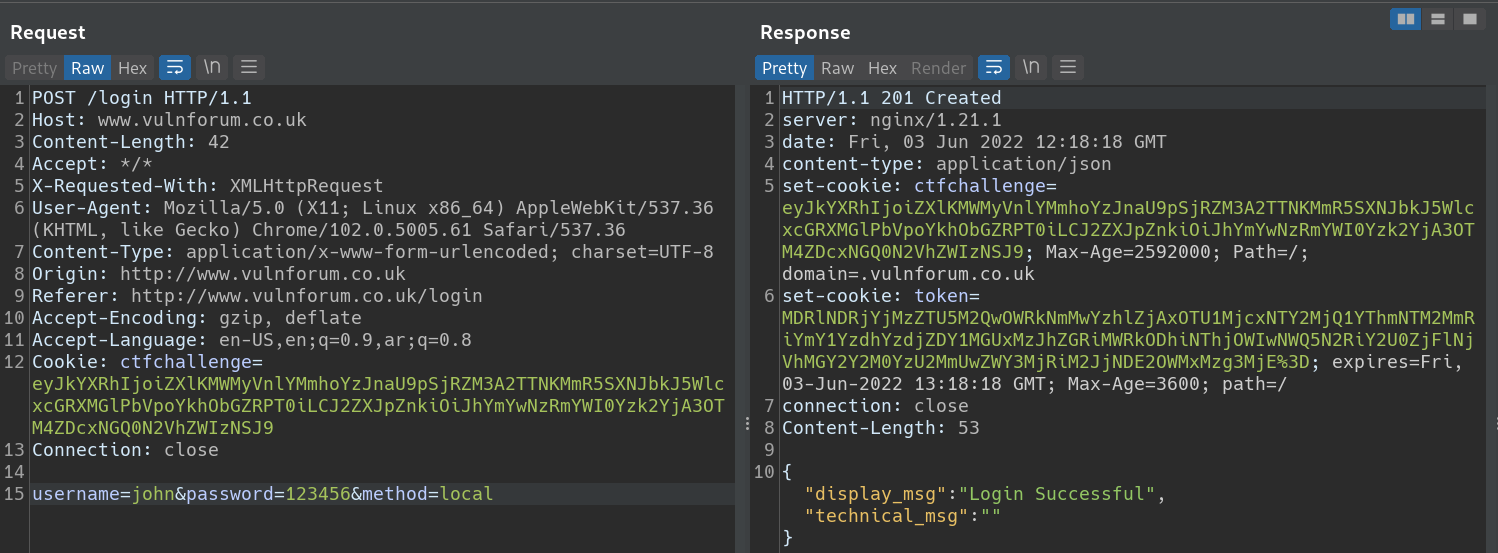 Request
Pretty Raw Hex \n
1 POST /login HTTP/1.1
2 Host: www.vulnforum.co.uk
3 Content-Length: 42
4 Accept: */*
5 X-Requested-With: XMLHttpRequest
6 User-Agent: Mozilla/5.0 (X11; Linux x86_64) AppleWebKit/537.36
(KHTML, like Gecko) Chrome/102.0.5005.61 Safari/537.36
7 Content-Type: application/x-www-form-urlencoded; charset=UTF-8
8 Origin: http://www.vulnforum.co.uk
9 Referer: http://www.vulnforum.co.uk/login
10 Accept-Encoding: gzip, deflate
11 Accept-Language: en-US,en;q=0.9,ar;q=0.8
12 Cookie: ctfchallenge=
eyJkYXRhIjoiZXlKMWMyVnlYMmhoYzJnaU9pSjRZM3A2TTNKMmR5SXNJbkJ5Wlc
xcGRXMGlPbVpoYkhObGZRPT0iLCJ2ZXJpZnkiOiJhYmYwNzRmYWI0Yzk2YjA3OT
M4ZDcxNGQ0N2VhZWIzNSJ9
13 Connection: close
14
15 username=john&password=123456&method=local
Response
Pretty Raw Hex Render \n
1 HTTP/1.1 201 Created
2 server: nginx/1.21.1
3 date: Fri, 03 Jun 2022 12:18:18 GMT
4 content-type: application/json
5 set-cookie: ctfchallenge=
eyJkYXRhIjoiZXlKMWMyVnlYMmhoYzJnaU9pSjRZM3A2TTNKMmR5SXNJbkJ5Wlc
xcGRXMGlPbVpoYkhObGZRPT0iLCJ2ZXJpZnkiOiJhYmYwNzRmYWI0Yzk2YjA3OT
M4ZDcxNGQ0N2VhZWIzNSJ9; Max-Age=2592000; Path=/;
domain=.vulnforum.co.uk
6 set-cookie: token=
MDRlNDRjYjMzZTU5M2QwOWRkNmMwYzhlZjAxOTU1MjcxNTY2MjQ1YThmNTM2MmR
iYmY1YzdhYzdjZDY1MGUxMzJhZGRiMWRkODhiNThjOWIwNWQ5N2RiY2U0ZjFlNj
VhMGY2Y2M0YzU2MmUwZWY3MjRiM2JjNDE2OWMxMzg3MjE%3D; expires=Fri,
03-Jun-2022 13:18:18 GMT; Max-Age=3600; path=/
7 connection: close
8 Content-Length: 53
9
10 {
"display_msg":"Login Successful",
"technical_msg":""
}